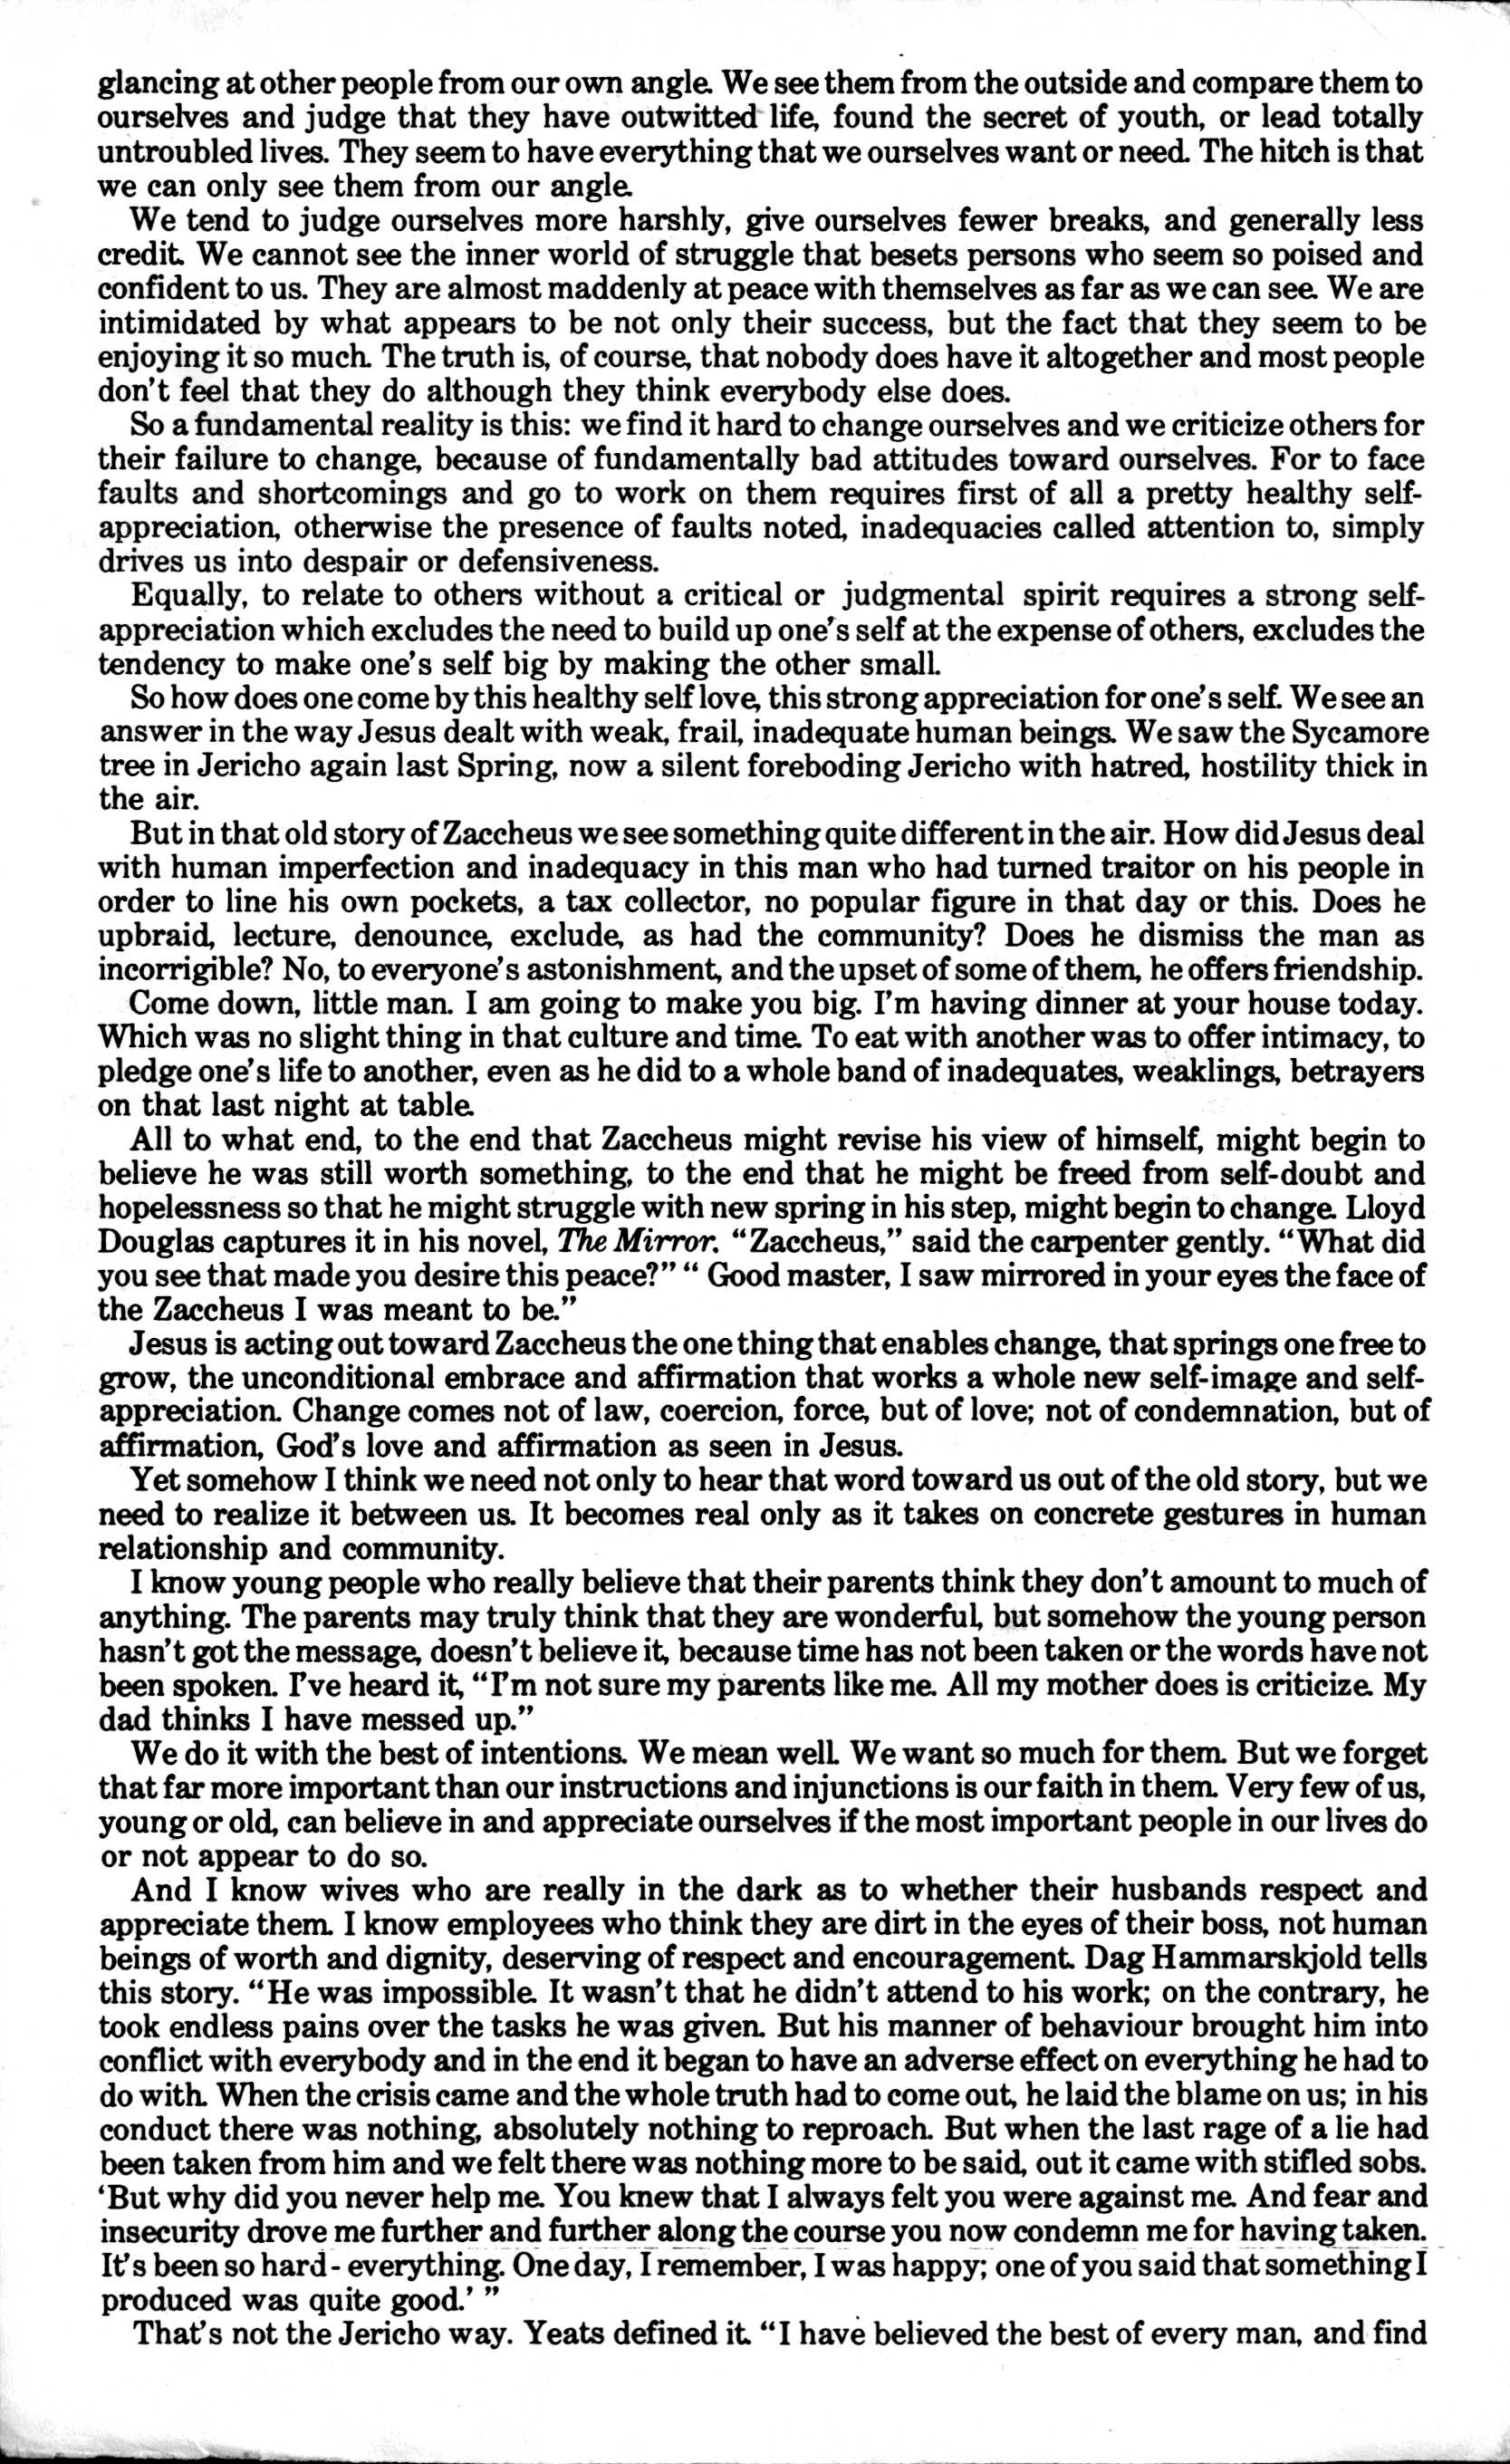 glancing at other people from our own angle. We see them from the outside and compare them to
ourselves and judge that they have outwitted life, found the secret of youth, or lead totally
untroubled lives. They seem to have everything that we ourselves want or need. The hitch is that
we can only see them from our angle.
We tend to judge ourselves more harshly, give ourselves fewer breaks, and generally less
credit. We cannot see the inner world of struggle that besets persons who seem so poised and
confident to us. They are almost maddenly at peace with themselves as far as we can see. We are
intimidated by what appears to be not only their success, but the fact that they seem to be
enjoying it so much. The truth is, of course, that nobody does have it altogether and most people
don't feel that they do although they think everybody else does.
So a fundamental reality is this: we find it hard to change ourselves and we criticize others for
their failure to change, because of fundamentally bad attitudes toward ourselves. For to face
faults and shortcomings and go to work on them requires first of all a pretty healthy self-
appreciation, otherwise the presence of faults noted, inadequacies called attention to, simply
drives us into despair or defensiveness.
Equally, to relate to others without a critical or judgmental spirit requires a strong self-
appreciation which excludes the need to build up one's self at the expense of others, excludes the
tendency to make one's self big by making the other small.
So how does one come by this healthy self love, this strong appreciation for one's self. We see an
answer in the way Jesus dealt with weak, frail, inadequate human beings. We saw the Sycamore
tree in Jericho again last Spring, now a silent foreboding Jericho with hatred, hostility thick in
the air.
But in that old story of Zaccheus we see something quite different in the air. How did Jesus deal
with human imperfection and inadequacy in this man who had turned traitor on his people in
order to line his own pockets, a tax collector, no popular figure in that day or this. Does he
upbraid, lecture, denounce, exclude, as had the community? Does he dismiss the man as
incorrigible? No, to everyone's astonishment, and the upset of some of them, he offers friendship.
Come down, little man. I am going to make you big. I'm having dinner at your house today.
Which was no slight thing in that culture and time. To eat with another was to offer intimacy, to
pledge one's life to another, even as he did to a whole band of inadequates, weaklings, betrayers
on that last night at table.
All to what end, to the end that Zaccheus might revise his view of himself, might begin to
believe he was still worth something, to the end that he might be freed from self-doubt and
hopelessness so that he might struggle with new spring in his step, might begin to change. Lloyd
Douglas captures it in his novel, The Mirror. "Zaccheus," said the carpenter gently. "What did
you see that made you desire this peace?" " Good master, I saw mirrored in your eyes the face of
the Zaccheus I was meant to be."
Jesus is acting out toward Zaccheus the one thing that enables change, that springs one free to
grow, the unconditional embrace and affirmation that works a whole new self-image and self-
appreciation. Change comes not of law, coercion, force, but of love; not of condemnation, but of
affirmation, God's love and affirmation as seen in Jesus.
Yet somehow I think we need not only to hear that word toward us out of the old story, but we
need to realize it between us. It becomes real only as it takes on concrete gestures in human
relationship and community.
I know young people who really believe that their parents think they don't amount to much of
anything. The parents may truly think that they are wonderful, but somehow the young person
hasn't got the message, doesn't believe it, because time has not been taken or the words have not
been spoken. I've heard it, "I'm not sure my parents like me. All my mother does is criticize. My
dad thinks I have messed up."
We do it with the best of intentions. We mean well. We want so much for them. But we forget
that far more important than our instructions and injunctions is our faith in them. Very few of us,
young or old, can believe in and appreciate ourselves if the most important people in our lives do
or not appear to do so.
And I know wives who are really in the dark as to whether their husbands respect and
appreciate them. I know employees who think they are dirt in the eyes of their boss, not human
beings of worth and dignity, deserving of respect and encouragement. Dag Hammarskjold tells
this story. "He was impossible. It wasn't that he didn't attend to his work; on the contrary, he
took endless pains over the tasks he was given. But his manner of behaviour brought him into
conflict with everybody and in the end it began to have an adverse effect on everything he had to
do with. When the crisis came and the whole truth had to come out, he laid the blame on us; in his
conduct there was nothing, absolutely nothing to reproach. But when the last rage of a lie had
been taken from him and we felt there was nothing more to be said, out it came with stifled sobs.
'But why did you never help me. You knew that I always felt you were against me. And fear and
insecurity drove me further and further along the course you now condemn me for having taken.
It's been so hard - everything. One day, I remember, I was happy; one of you said that something I
produced was quite good.' "
That's not the Jericho way. Yeats defined it. "I have believed the best of every man, and find